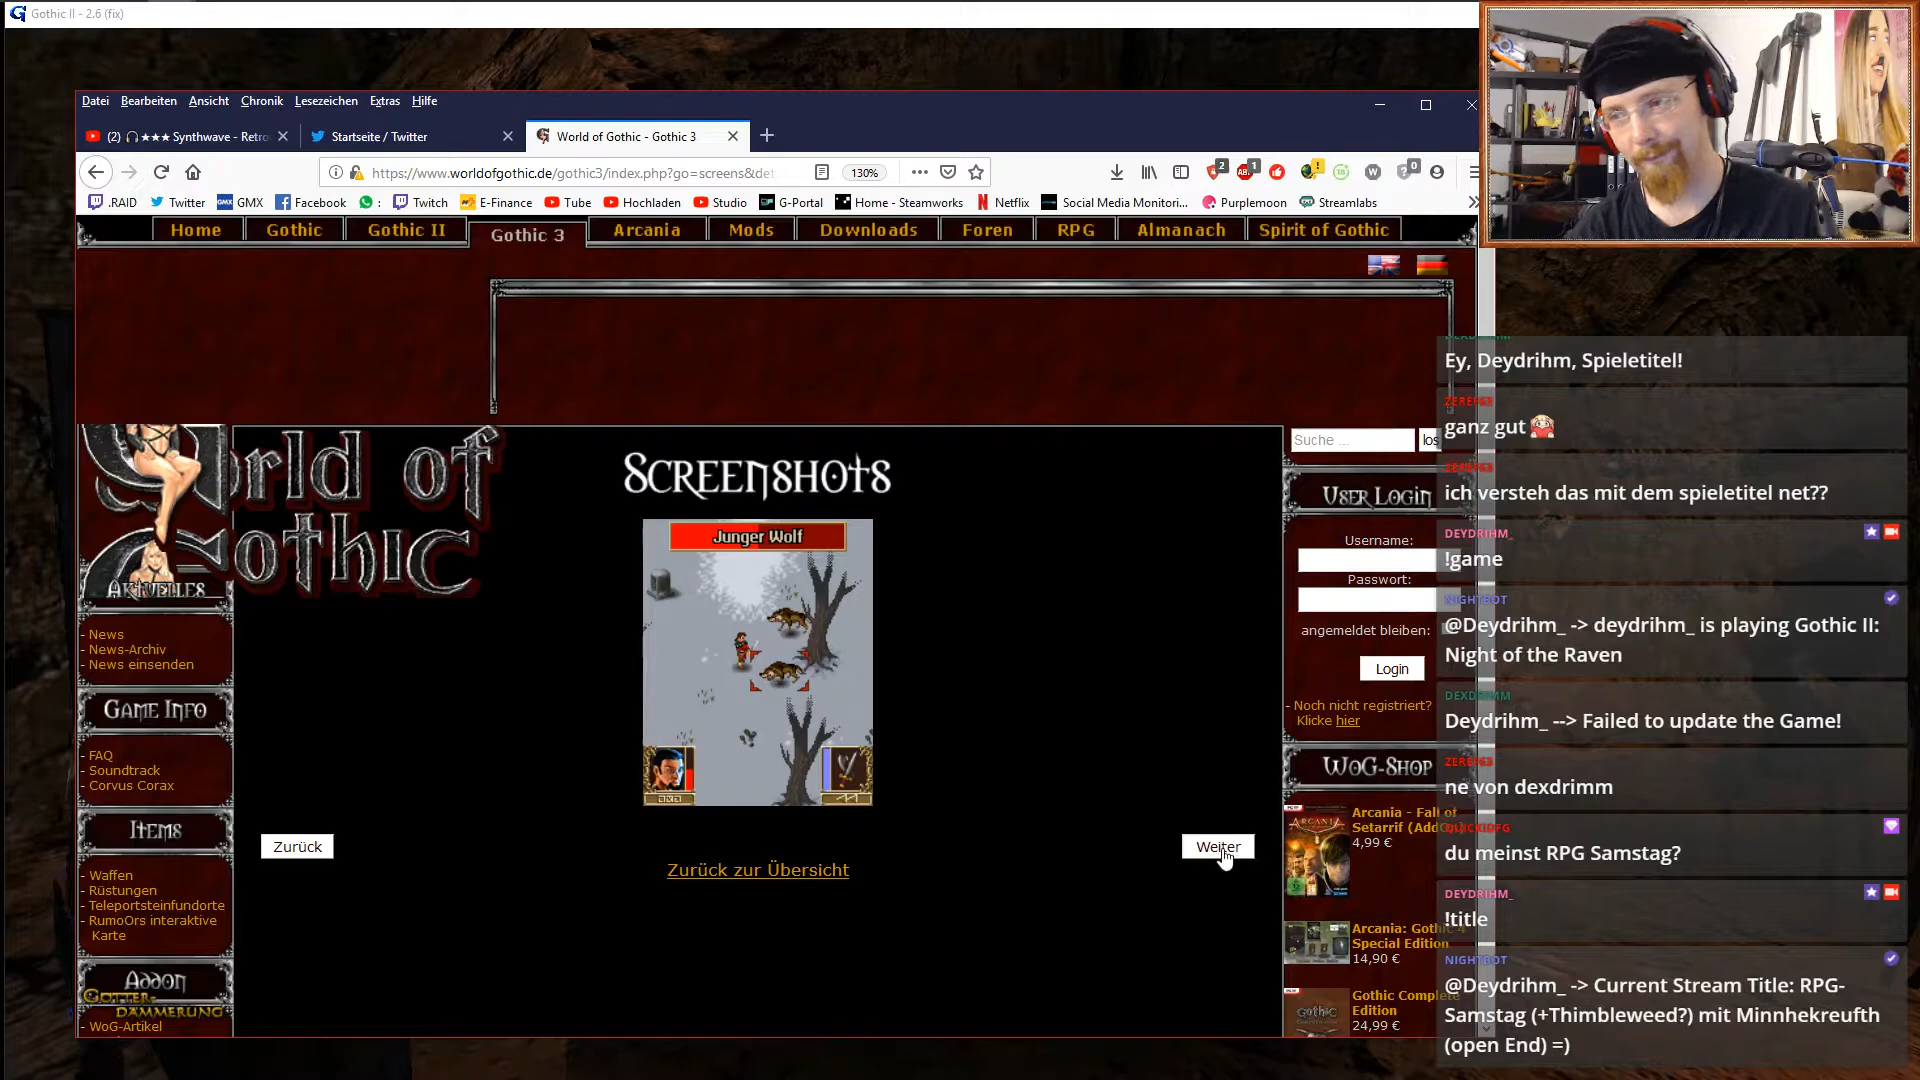 Gothic II - 2.6 (fix)
Datei Bearbeiten Ansicht Chronik Lesezeichen Extras Hilfe
(2) 🎧★★★ Synthwave - Retro
Startseite / Twitter
World of Gothic - Gothic 3
https://www.worldofgothic.de/gothic3/index.php?go=screens&det
130%
.RAID Twitter GMX Facebook : Twitch E-Finance Tube Hochladen Studio G-Portal Home - Steamworks Netflix Social Media Monitori... Purplemoon Streamlabs
Home Gothic Gothic II Gothic 3 Arcania Mods Downloads Foren RPG Almanach Spirit of Gothic
World of
Gothic
Screenshots
Junger Wolf
Zurück
Weiter
Zurück zur Übersicht
Aktuelles
- News
- News-Archiv
- News einsenden
Game Info
- FAQ
- Soundtrack
- Corvus Corax
Items
- Waffen
- Rüstungen
- Teleportsteinfundorte
- RumoOrs interaktive
Karte
Addon
Götter-
dämmerung
- WoG-Artikel
Suche ...
los
User Login
Username:
Passwort:
angemeldet bleiben:
Login
- Noch nicht registriert?
Klicke hier
WoG-Shop
Arcania - Fall of
Setarrif (AddOn)
4,99 €
Arcania: Gothic 4
Special Edition
14,90 €
Gothic Complete
Edition
24,99 €
Ey, Deydrihm, Spieletitel!
ZEREF63
ganz gut
ZEREF63
ich versteh das mit dem spieletitel net??
DEYDRIHM_
!game
NIGHTBOT
@Deydrihm_ -> deydrihm_ is playing Gothic II:
Night of the Raven
DEXDRIMM
Deydrihm_ --> Failed to update the Game!
ZEREF63
ne von dexdrimm
du meinst RPG Samstag?
DEYDRIHM_
!title
NIGHTBOT
@Deydrihm_ -> Current Stream Title: RPG-
Samstag (+Thimbleweed?) mit Minnhekreufth
(open End) =)